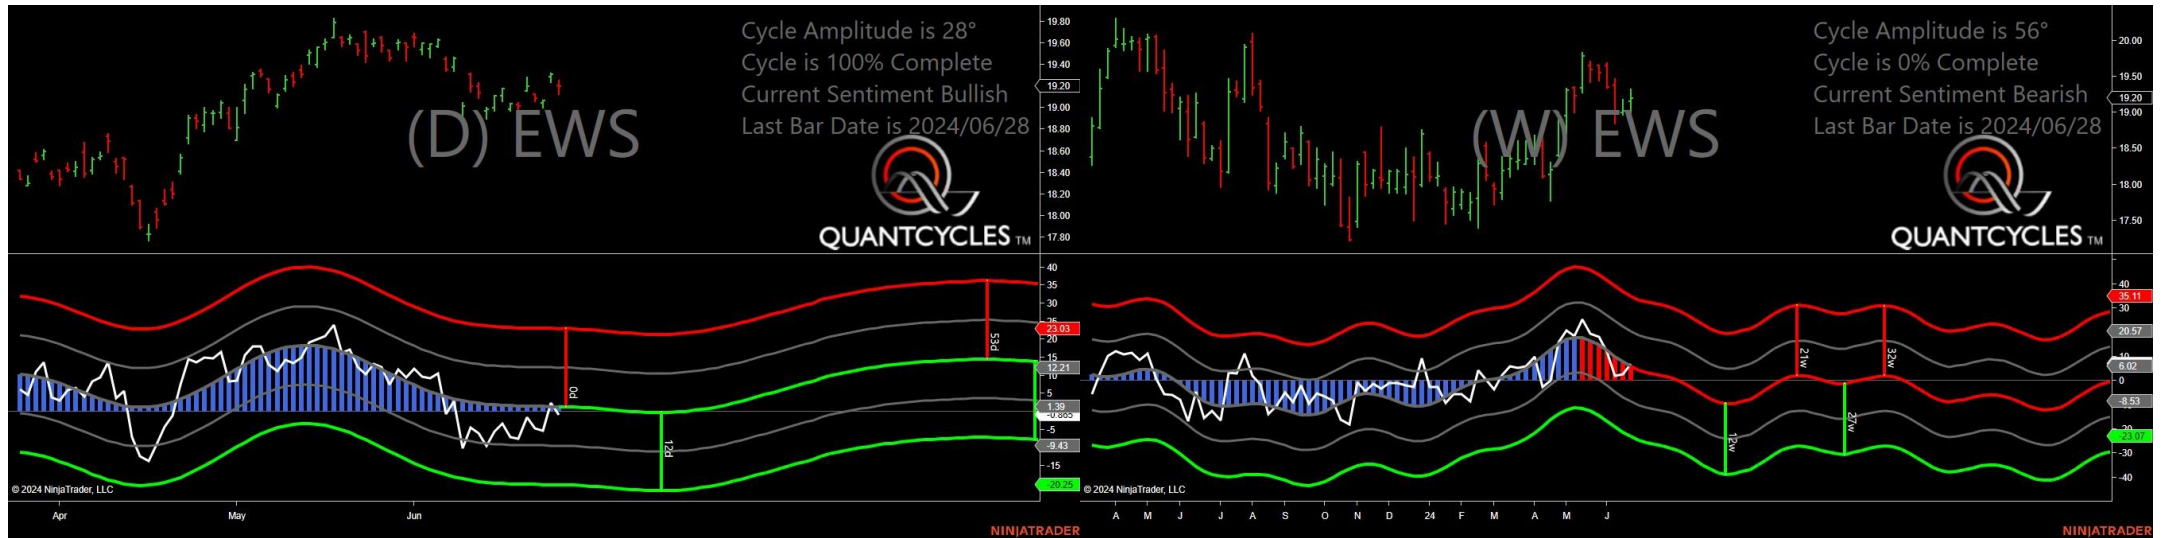 Cycle Amplitude is 28°
Cycle is 100% Complete
Current Sentiment Bullish
Last Bar Date is 2024/06/28
(D) EWS
QUANTCYCLES TM
19.80
19.60
19.40
19.20
19.00
18.80
18.60
18.40
18.20
18.00
17.80
40
35
30
23.03
20
15
12.21
10
5
1.39
-0.865
-5
-9.43
-15
-20.25
0d
12d
53d
© 2024 NinjaTrader, LLC
Apr May Jun
NINJATRADER
Cycle Amplitude is 56°
Cycle is 0% Complete
Current Sentiment Bearish
Last Bar Date is 2024/06/28
(W) EWS
QUANTCYCLES TM
20.00
19.50
19.20
19.00
18.50
18.00
17.50
35.11
30
20.57
10
6.02
0
-8.53
-20
-23.07
-30
-40
12w
21w
27w
32w
© 2024 NinjaTrader, LLC
A M J J A S O N D 24 F M A M J
NINJATRADER